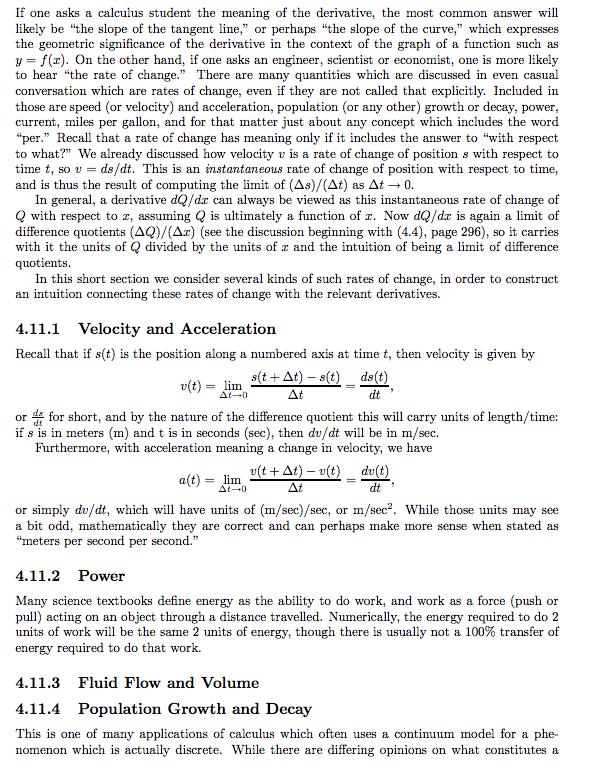 If one asks a calculus student the meaning of the derivative, the most common answer will
likely be “the slope of the tangent line,” or perhaps “the slope of the curve,” which expresses
the geometric significance of the derivative in the context of the graph of a function such as
y = f(x). On the other hand, if one asks an engineer, scientist or economist, one is more likely
to hear “the rate of change.” There are many quantities which are discussed in even casual
conversation which are rates of change, even if they are not called that explicitly. Included in
those are speed (or velocity) and acceleration, population (or any other) growth or decay, power,
current, miles per gallon, and for that matter just about any concept which includes the word
“per.” Recall that a rate of change has meaning only if it includes the answer to “with respect
to what?” We already discussed how velocity v is a rate of change of position s with respect to
time t, so v = ds/dt. This is an instantaneous rate of change of position with respect to time,
and is thus the result of computing the limit of (Δs)/(Δt) as Δt → 0.
In general, a derivative dQ/dx can always be viewed as this instantaneous rate of change of
Q with respect to x, assuming Q is ultimately a function of x. Now dQ/dx is again a limit of
difference quotients (ΔQ)/(Δx) (see the discussion beginning with (4.4), page 296), so it carries
with it the units of Q divided by the units of x and the intuition of being a limit of difference
quotients.
In this short section we consider several kinds of such rates of change, in order to construct
an intuition connecting these rates of change with the relevant derivatives.
4.11.1 Velocity and Acceleration
Recall that if s(t) is the position along a numbered axis at time t, then velocity is given by
v(t) = lim Δt→0 (s(t + Δt) − s(t))/Δt = ds(t)/dt,
or ds/dt for short, and by the nature of the difference quotient this will carry units of length/time:
if s is in meters (m) and t is in seconds (sec), then dv/dt will be in m/sec.
Furthermore, with acceleration meaning a change in velocity, we have
a(t) = lim Δt→0 (v(t + Δt) − v(t))/Δt = dv(t)/dt,
or simply dv/dt, which will have units of (m/sec)/sec, or m/sec². While those units may see
a bit odd, mathematically they are correct and can perhaps make more sense when stated as
“meters per second per second.”
4.11.2 Power
Many science textbooks define energy as the ability to do work, and work as a force (push or
pull) acting on an object through a distance travelled. Numerically, the energy required to do 2
units of work will be the same 2 units of energy, though there is usually not a 100% transfer of
energy required to do that work.
4.11.3 Fluid Flow and Volume
4.11.4 Population Growth and Decay
This is one of many applications of calculus which often uses a continuum model for a phe-
nomenon which is actually discrete. While there are differing opinions on what constitutes a